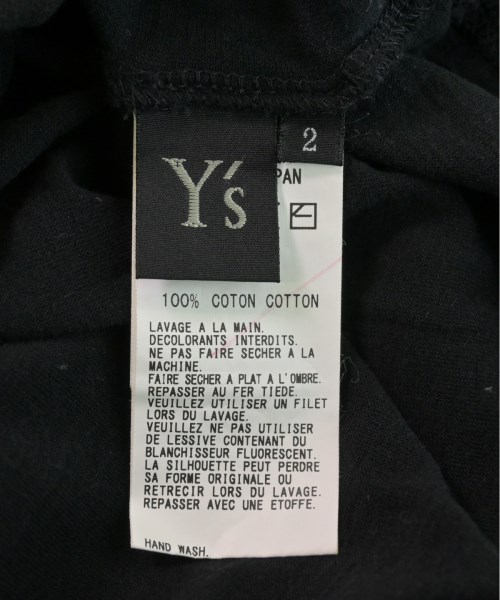 2
Y's
PAN
100% COTON COTTON
LAVAGE A LA MAIN.
DECOLORANTS INTERDITS.
NE PAS FAIRE SECHER A LA
MACHINE.
FAIRE SECHER A PLAT A L'OMBRE.
REPASSER AU FER TIEDE.
VEUILLEZ UTILISER UN FILET
LORS DU LAVAGE.
VEUILLEZ NE PAS UTILISER
DE LESSIVE CONTENANT DU
BLANCHISSEUR FLUORESCENT.
LA SILHOUETTE PEUT PERDRE
SA FORME ORIGINALE OU
RETRECIR LORS DU LAVAGE.
REPASSER AVEC UNE ETOFFE.
HAND WASH.